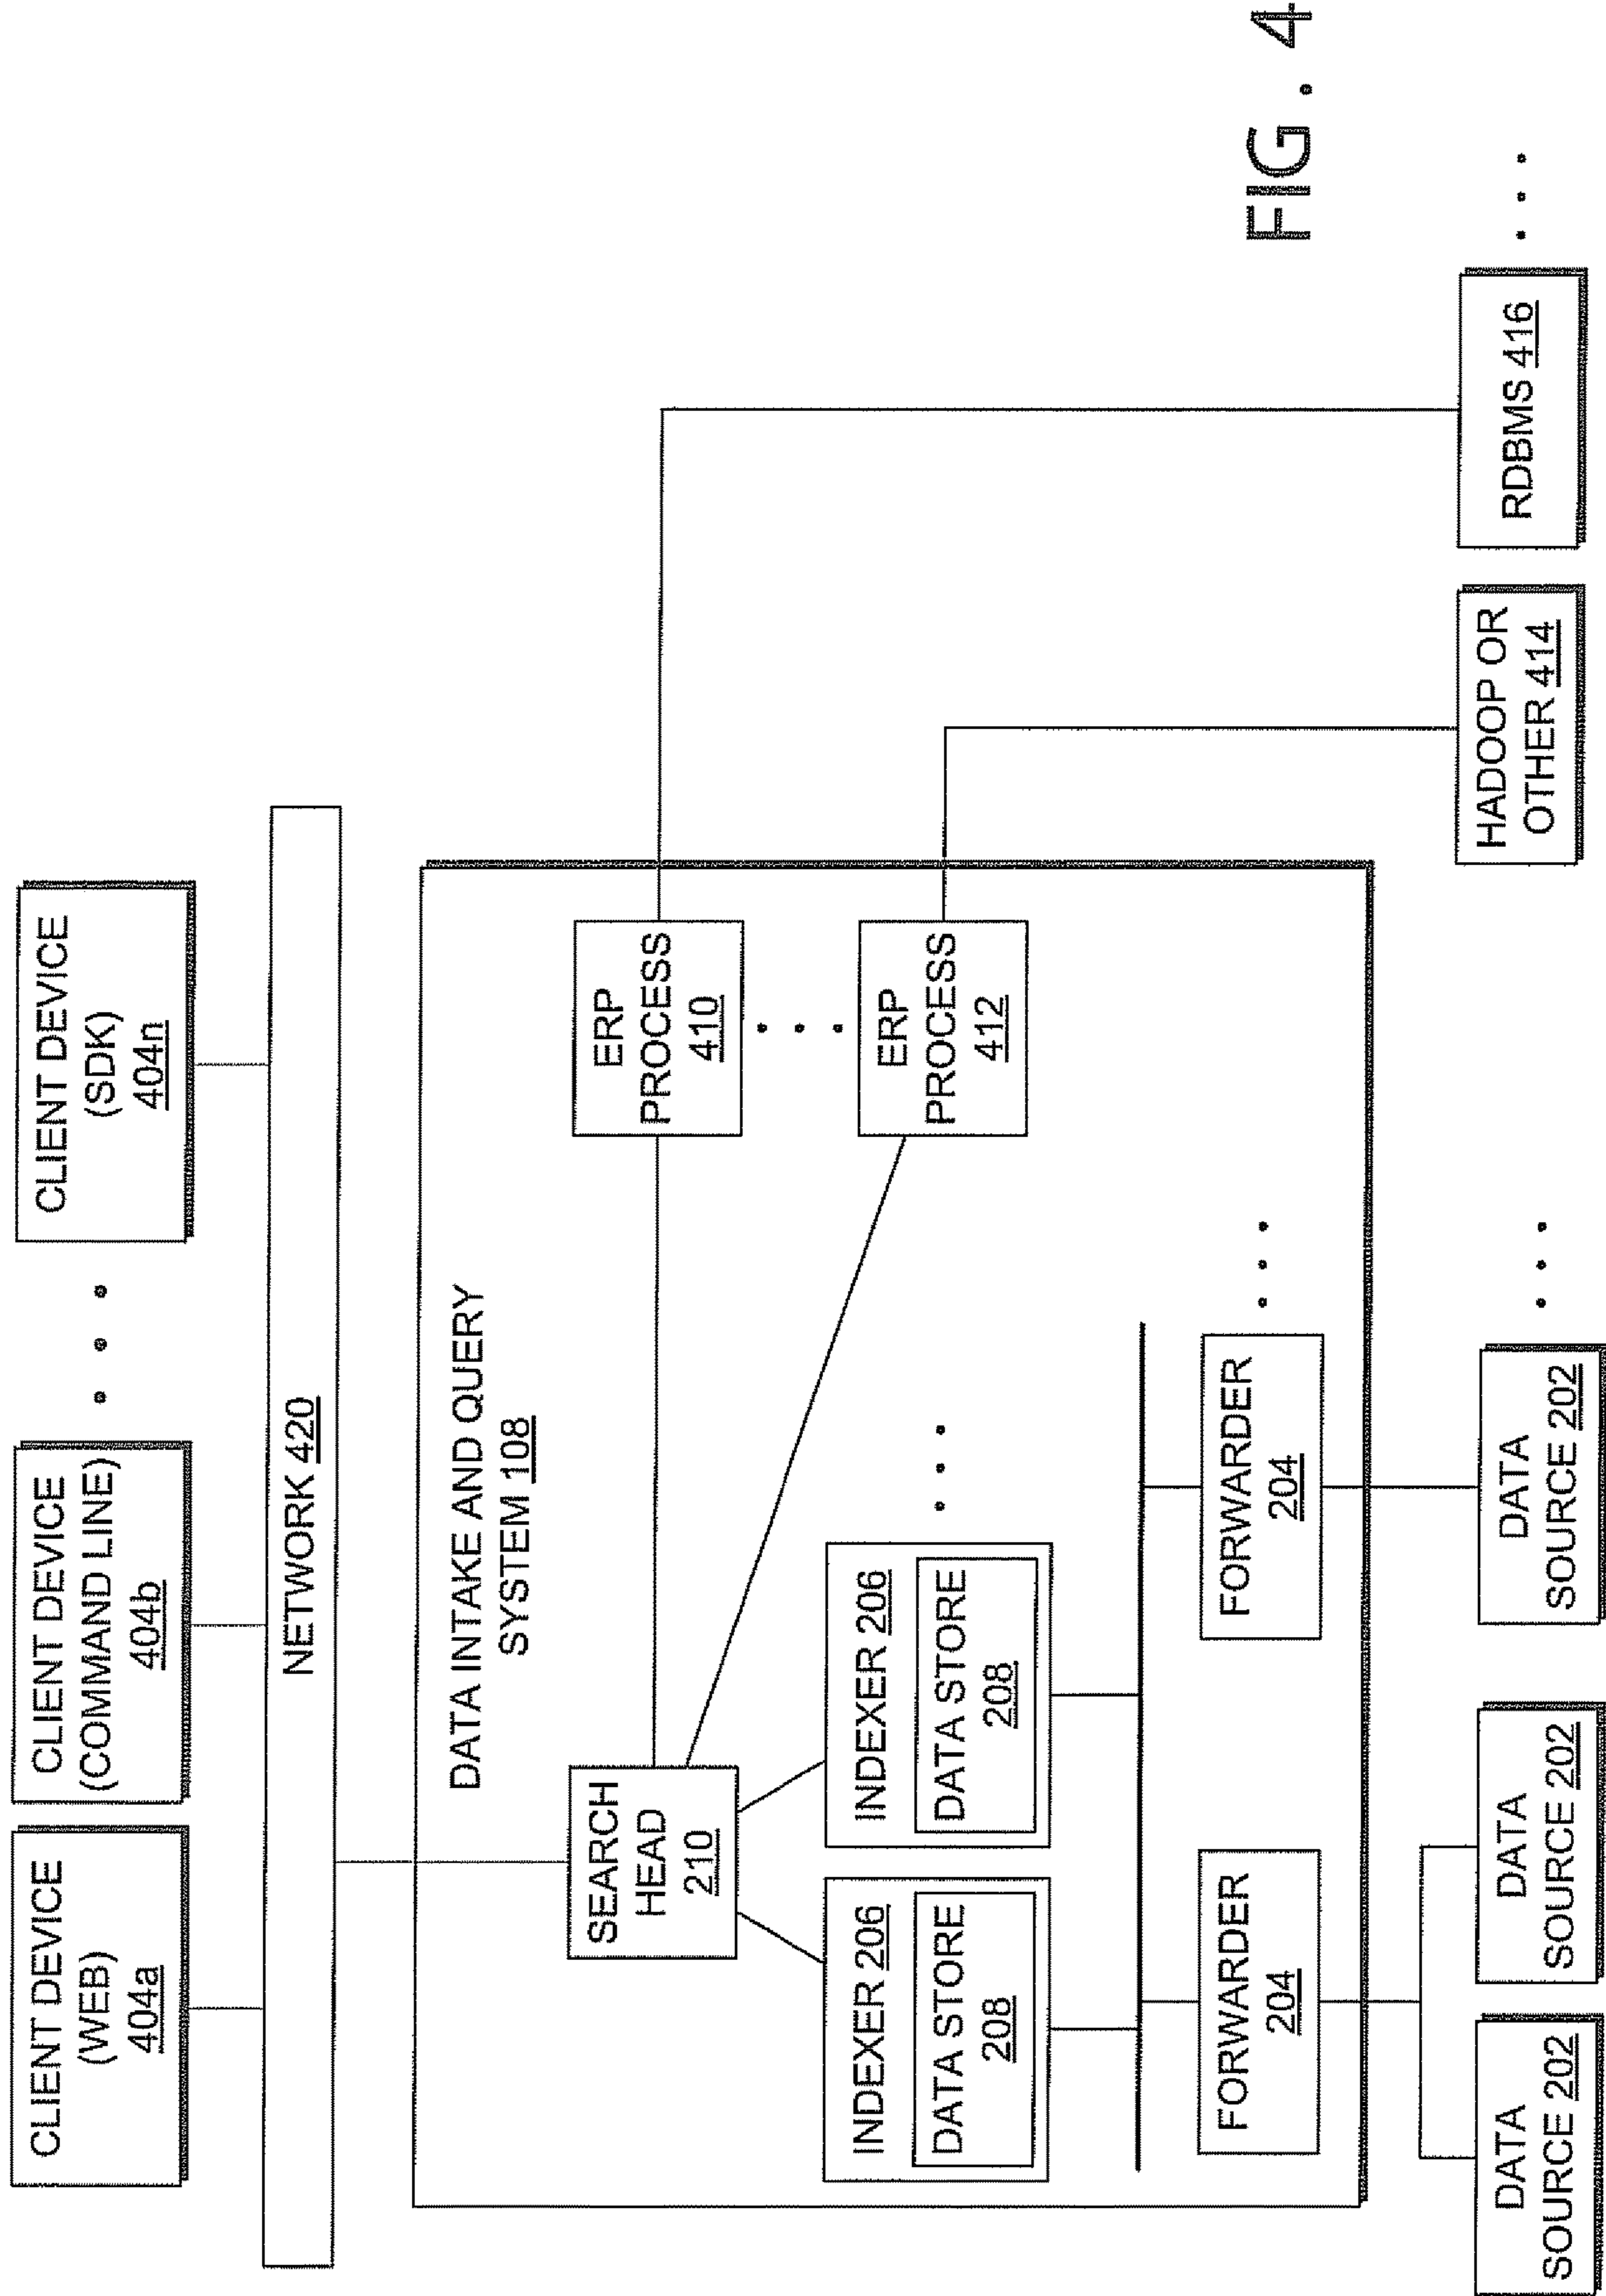 CLIENT DEVICE
(WEB)
404a
CLIENT DEVICE
(COMMAND LINE)
404b
. . .
CLIENT DEVICE
(SDK)
404n
NETWORK 420
DATA INTAKE AND QUERY
SYSTEM 108
SEARCH
HEAD
210
ERP
PROCESS
410
. . .
ERP
PROCESS
412
INDEXER 206
DATA STORE
208
INDEXER 206
DATA STORE
208
. . .
FORWARDER
204
FORWARDER
204
. . .
DATA
SOURCE 202
DATA
SOURCE 202
DATA
SOURCE 202
. . .
HADOOP OR
OTHER 414
RDBMS 416
. . .
FIG. 4